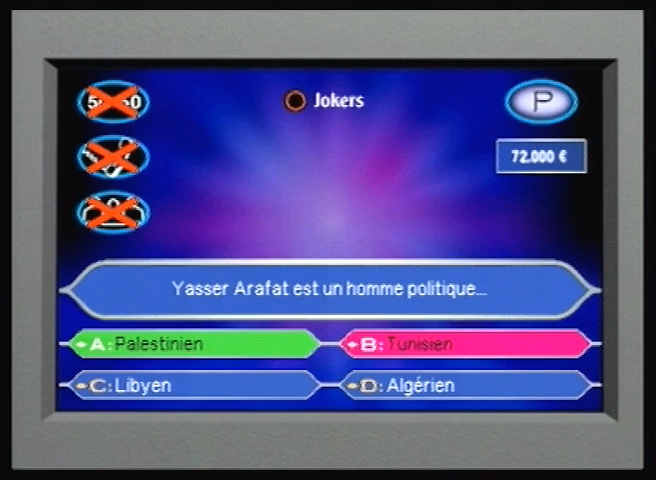 Jokers
P
72.000 €
Yasser Arafat est un homme politique...
A: Palestinien
B: Tunisien
C: Libyen
D: Algérien